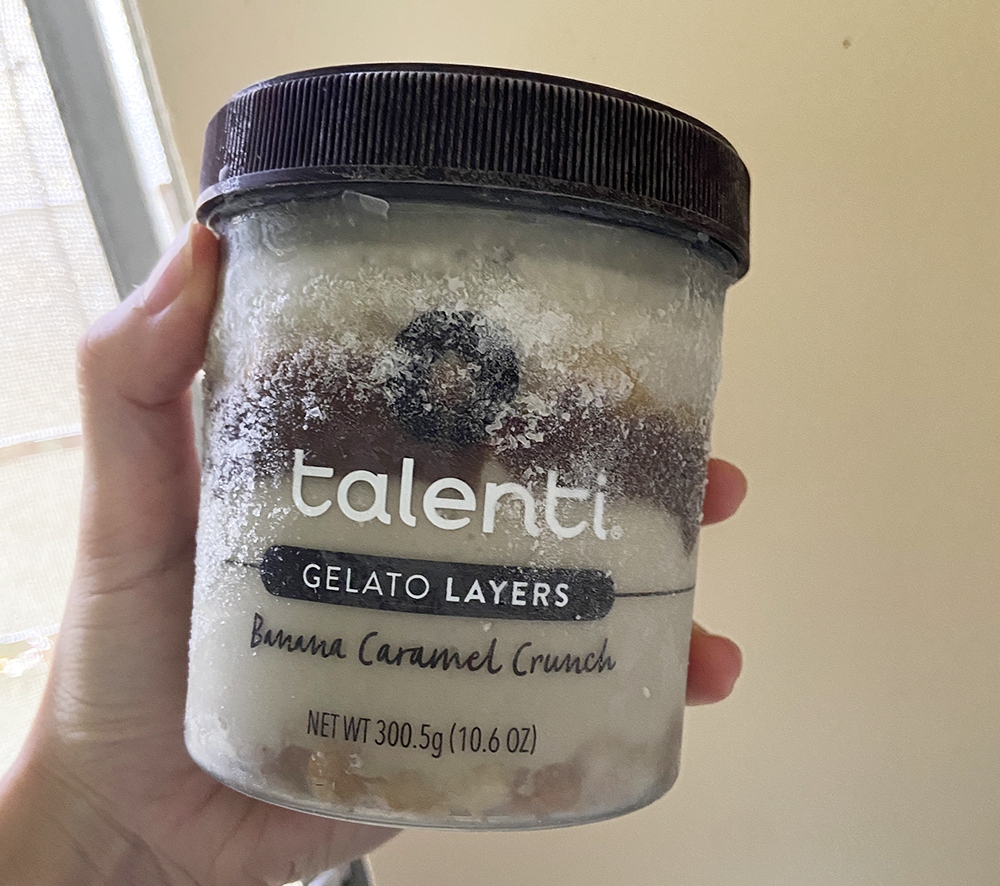 talenti
GELATO LAYERS
Banana Caramel Crunch
NET WT 300.5g (10.6 OZ)